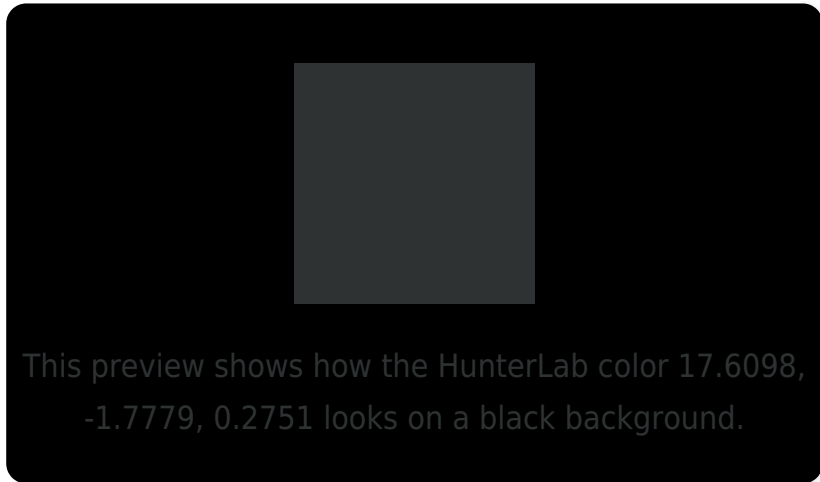 This preview shows how the HunterLab color 17.6098,
-1.7779, 0.2751 looks on a black background.